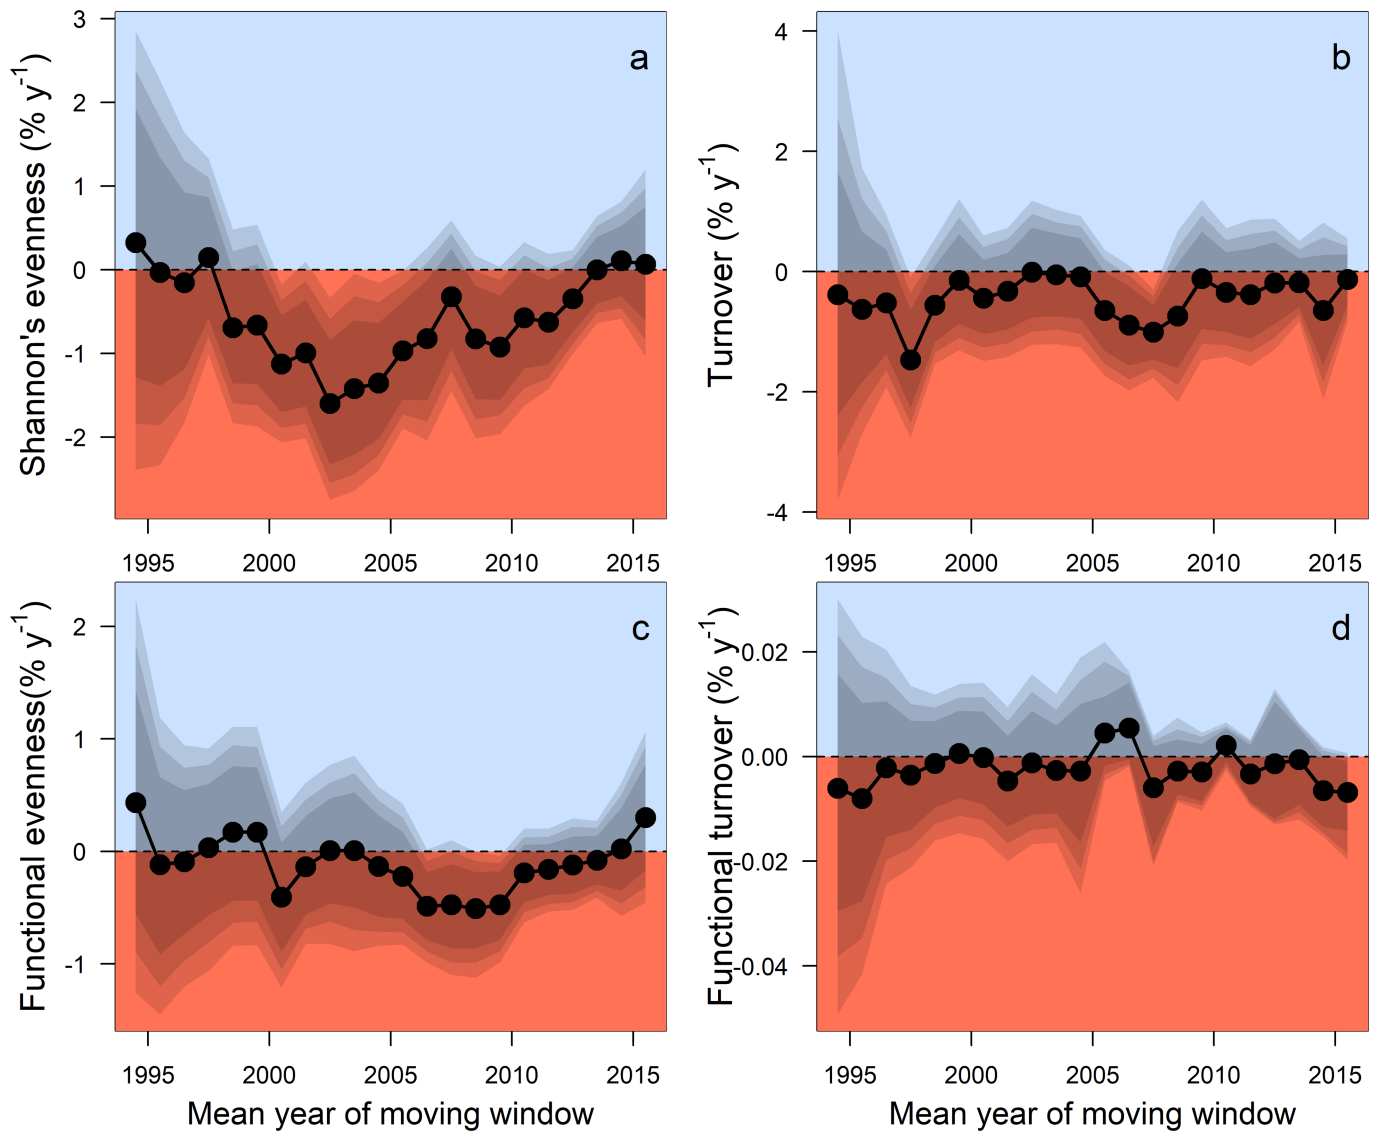 a
Shannon's evenness (% y-1)
3
2
1
0
-1
-2
1995 2000 2005 2010 2015
b
Turnover (% y-1)
4
2
0
-2
-4
1995 2000 2005 2010 2015
c
Functional evenness(% y-1)
2
1
0
-1
1995 2000 2005 2010 2015
Mean year of moving window
d
Functional turnover (% y-1)
0.02
0.00
-0.02
-0.04
1995 2000 2005 2010 2015
Mean year of moving window